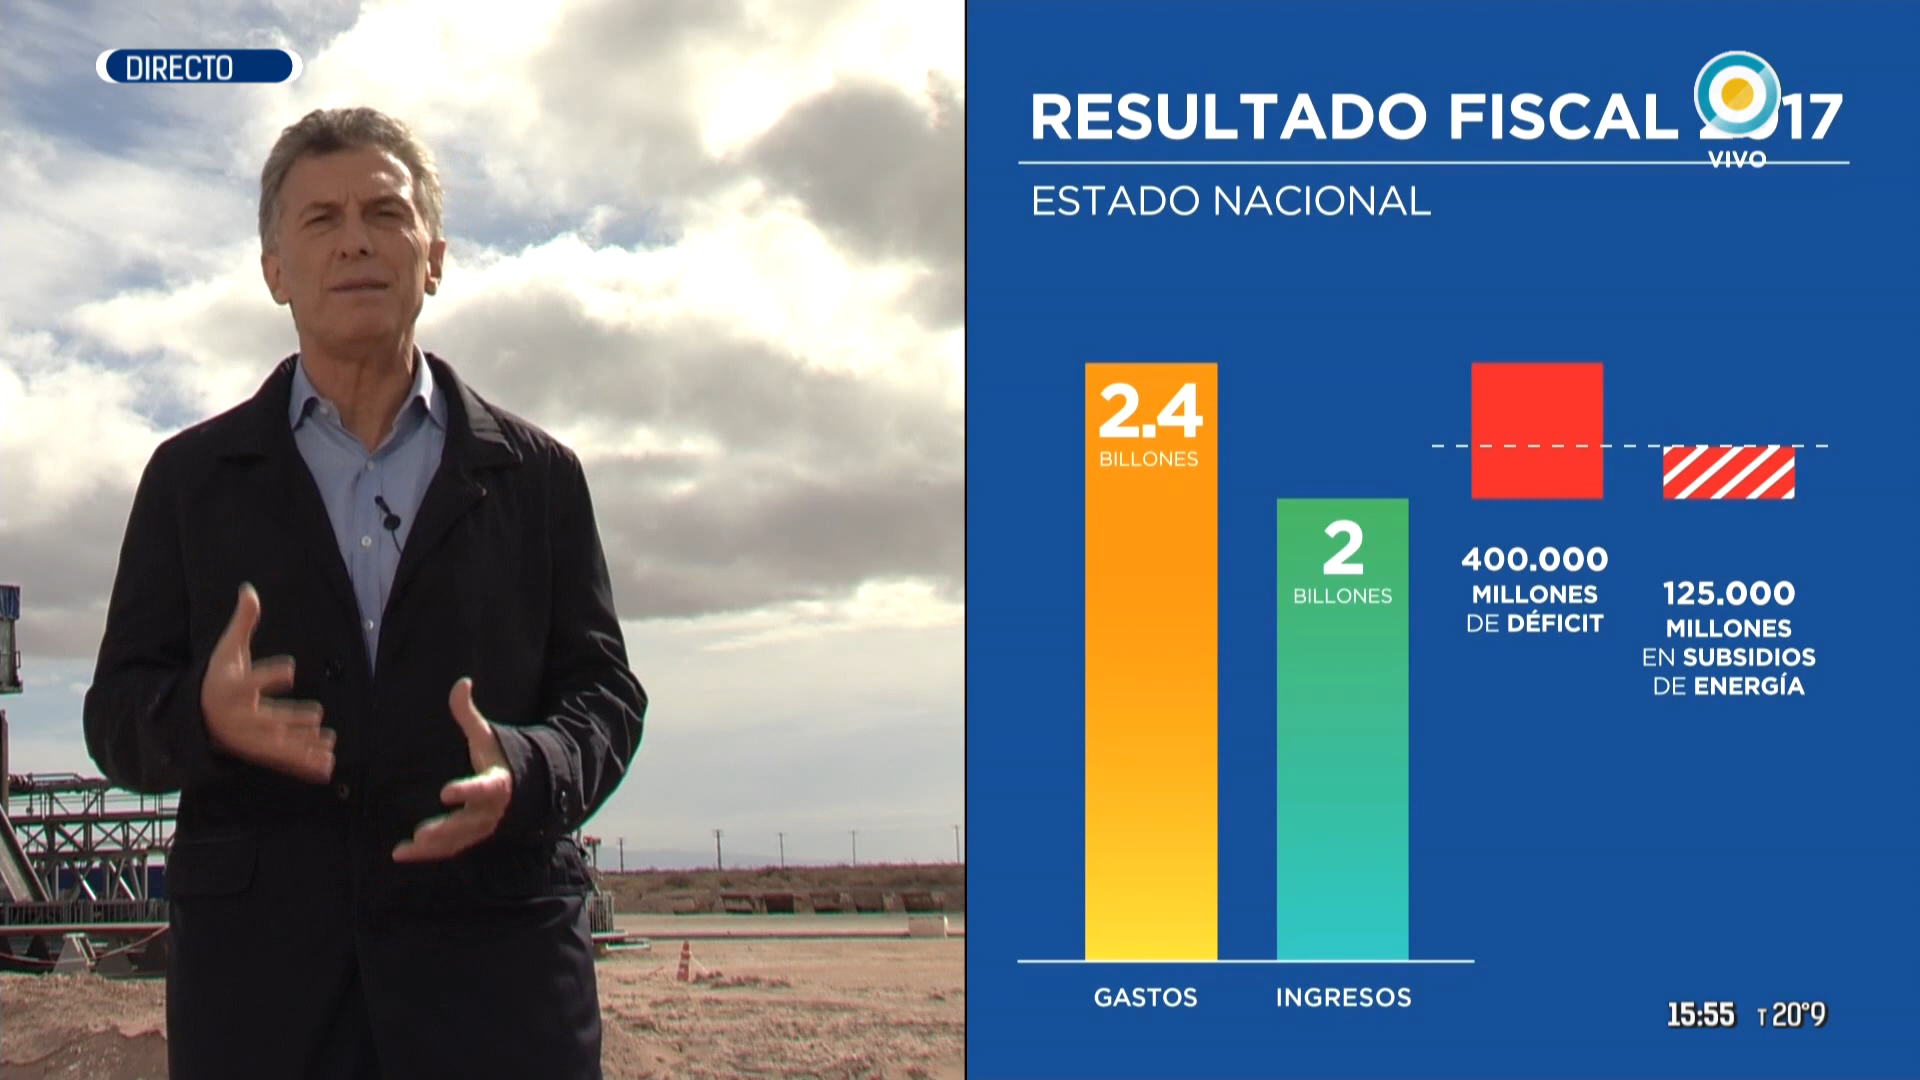 DIRECTO
RESULTADO FISCAL 2017
VIVO
ESTADO NACIONAL
2.4
BILLONES
2
BILLONES
400.000
MILLONES
DE DÉFICIT
125.000
MILLONES
EN SUBSIDIOS
DE ENERGÍA
GASTOS
INGRESOS
15:55 T 20°9